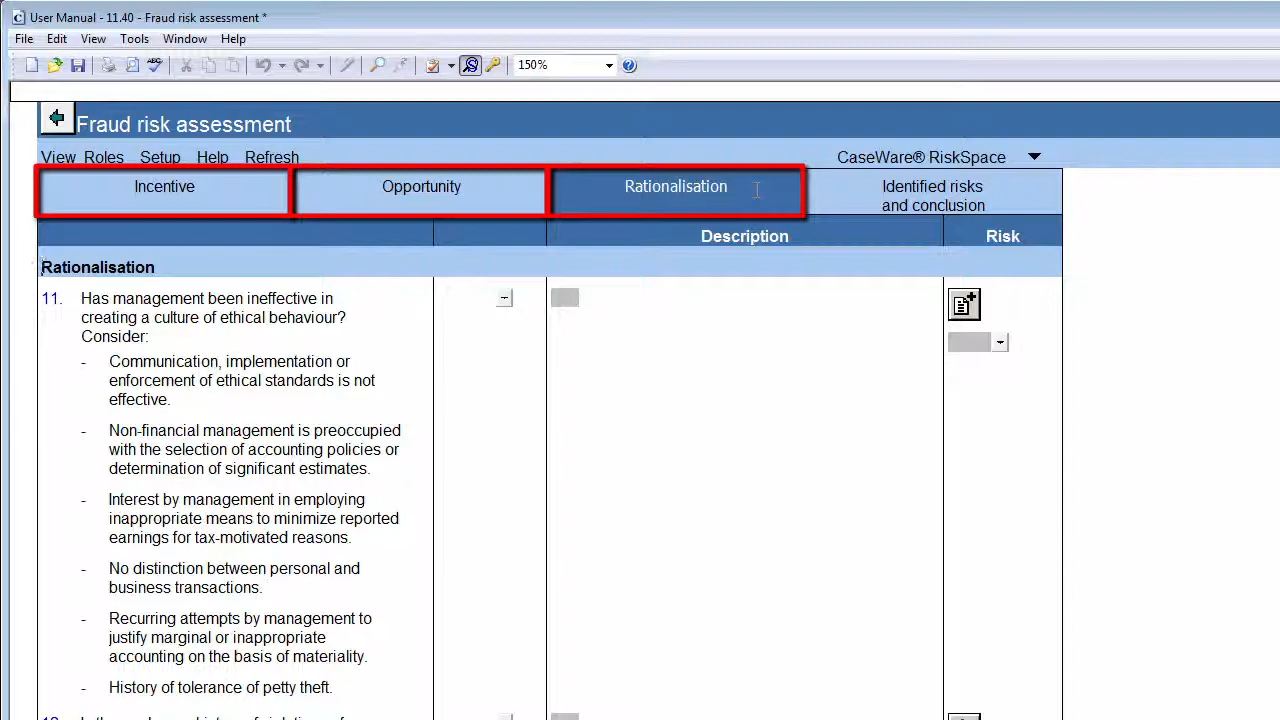 User Manual - 11.40 - Fraud risk assessment *
File Edit View Tools Window Help
150%
Fraud risk assessment
View Roles Setup Help Refresh CaseWare® RiskSpace
Incentive Opportunity Rationalisation Identified risks
and conclusion
Description Risk
Rationalisation
11. Has management been ineffective in
creating a culture of ethical behaviour?
Consider:
- Communication, implementation or
enforcement of ethical standards is not
effective.
- Non-financial management is preoccupied
with the selection of accounting policies or
determination of significant estimates.
- Interest by management in employing
inappropriate means to minimize reported
earnings for tax-motivated reasons.
- No distinction between personal and
business transactions.
- Recurring attempts by management to
justify marginal or inappropriate
accounting on the basis of materiality.
- History of tolerance of petty theft.